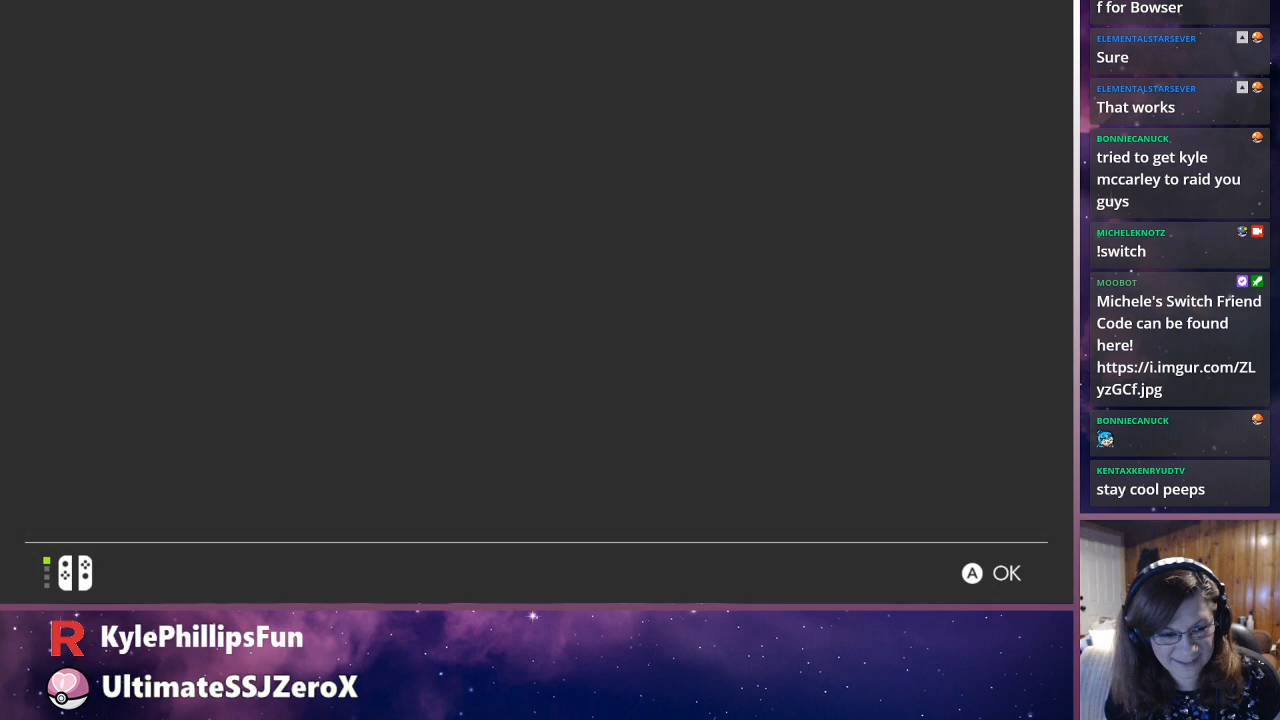 f for Bowser
ELEMENTALSTARSEVER
Sure
ELEMENTALSTARSEVER
That works
BONNIECANUCK
tried to get kyle
mccarley to raid you
guys
MICHELEKNOTZ
!switch
MOOBOT
Michele's Switch Friend
Code can be found
here!
https://i.imgur.com/ZL
yzGCf.jpg
BONNIECANUCK
KENTAXKENRYUDTV
stay cool peeps
A OK
R KylePhillipsFun
UltimateSSJZeroX